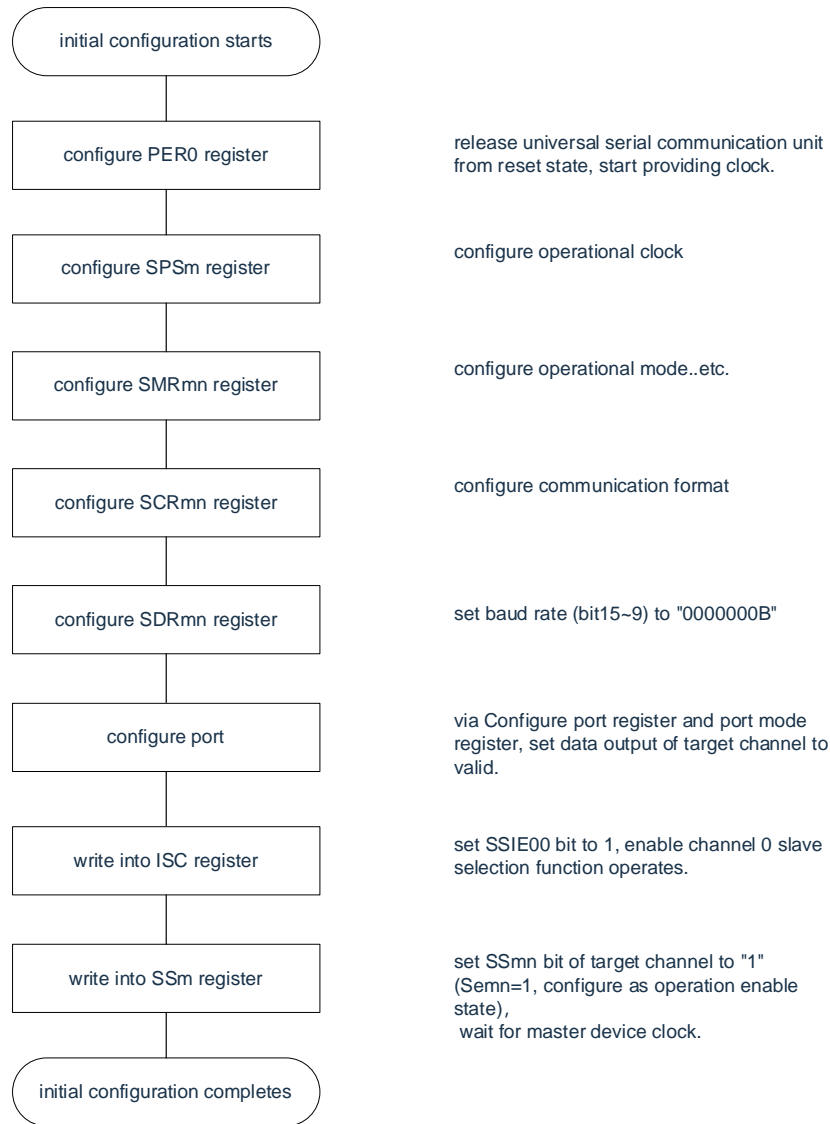 initial configuration starts
configure PER0 register
release universal serial communication unit
from reset state, start providing clock.
configure SPSm register
configure operational clock
configure SMRmn register
configure operational mode..etc.
configure SCRmn register
configure communication format
configure SDRmn register
set baud rate (bit15~9) to "0000000B"
configure port
via Configure port register and port mode
register, set data output of target channel to
valid.
write into ISC register
set SSIE00 bit to 1, enable channel 0 slave
selection function operates.
write into SSm register
set SSmn bit of target channel to "1"
(Semn=1, configure as operation enable
state),
wait for master device clock.
initial configuration completes